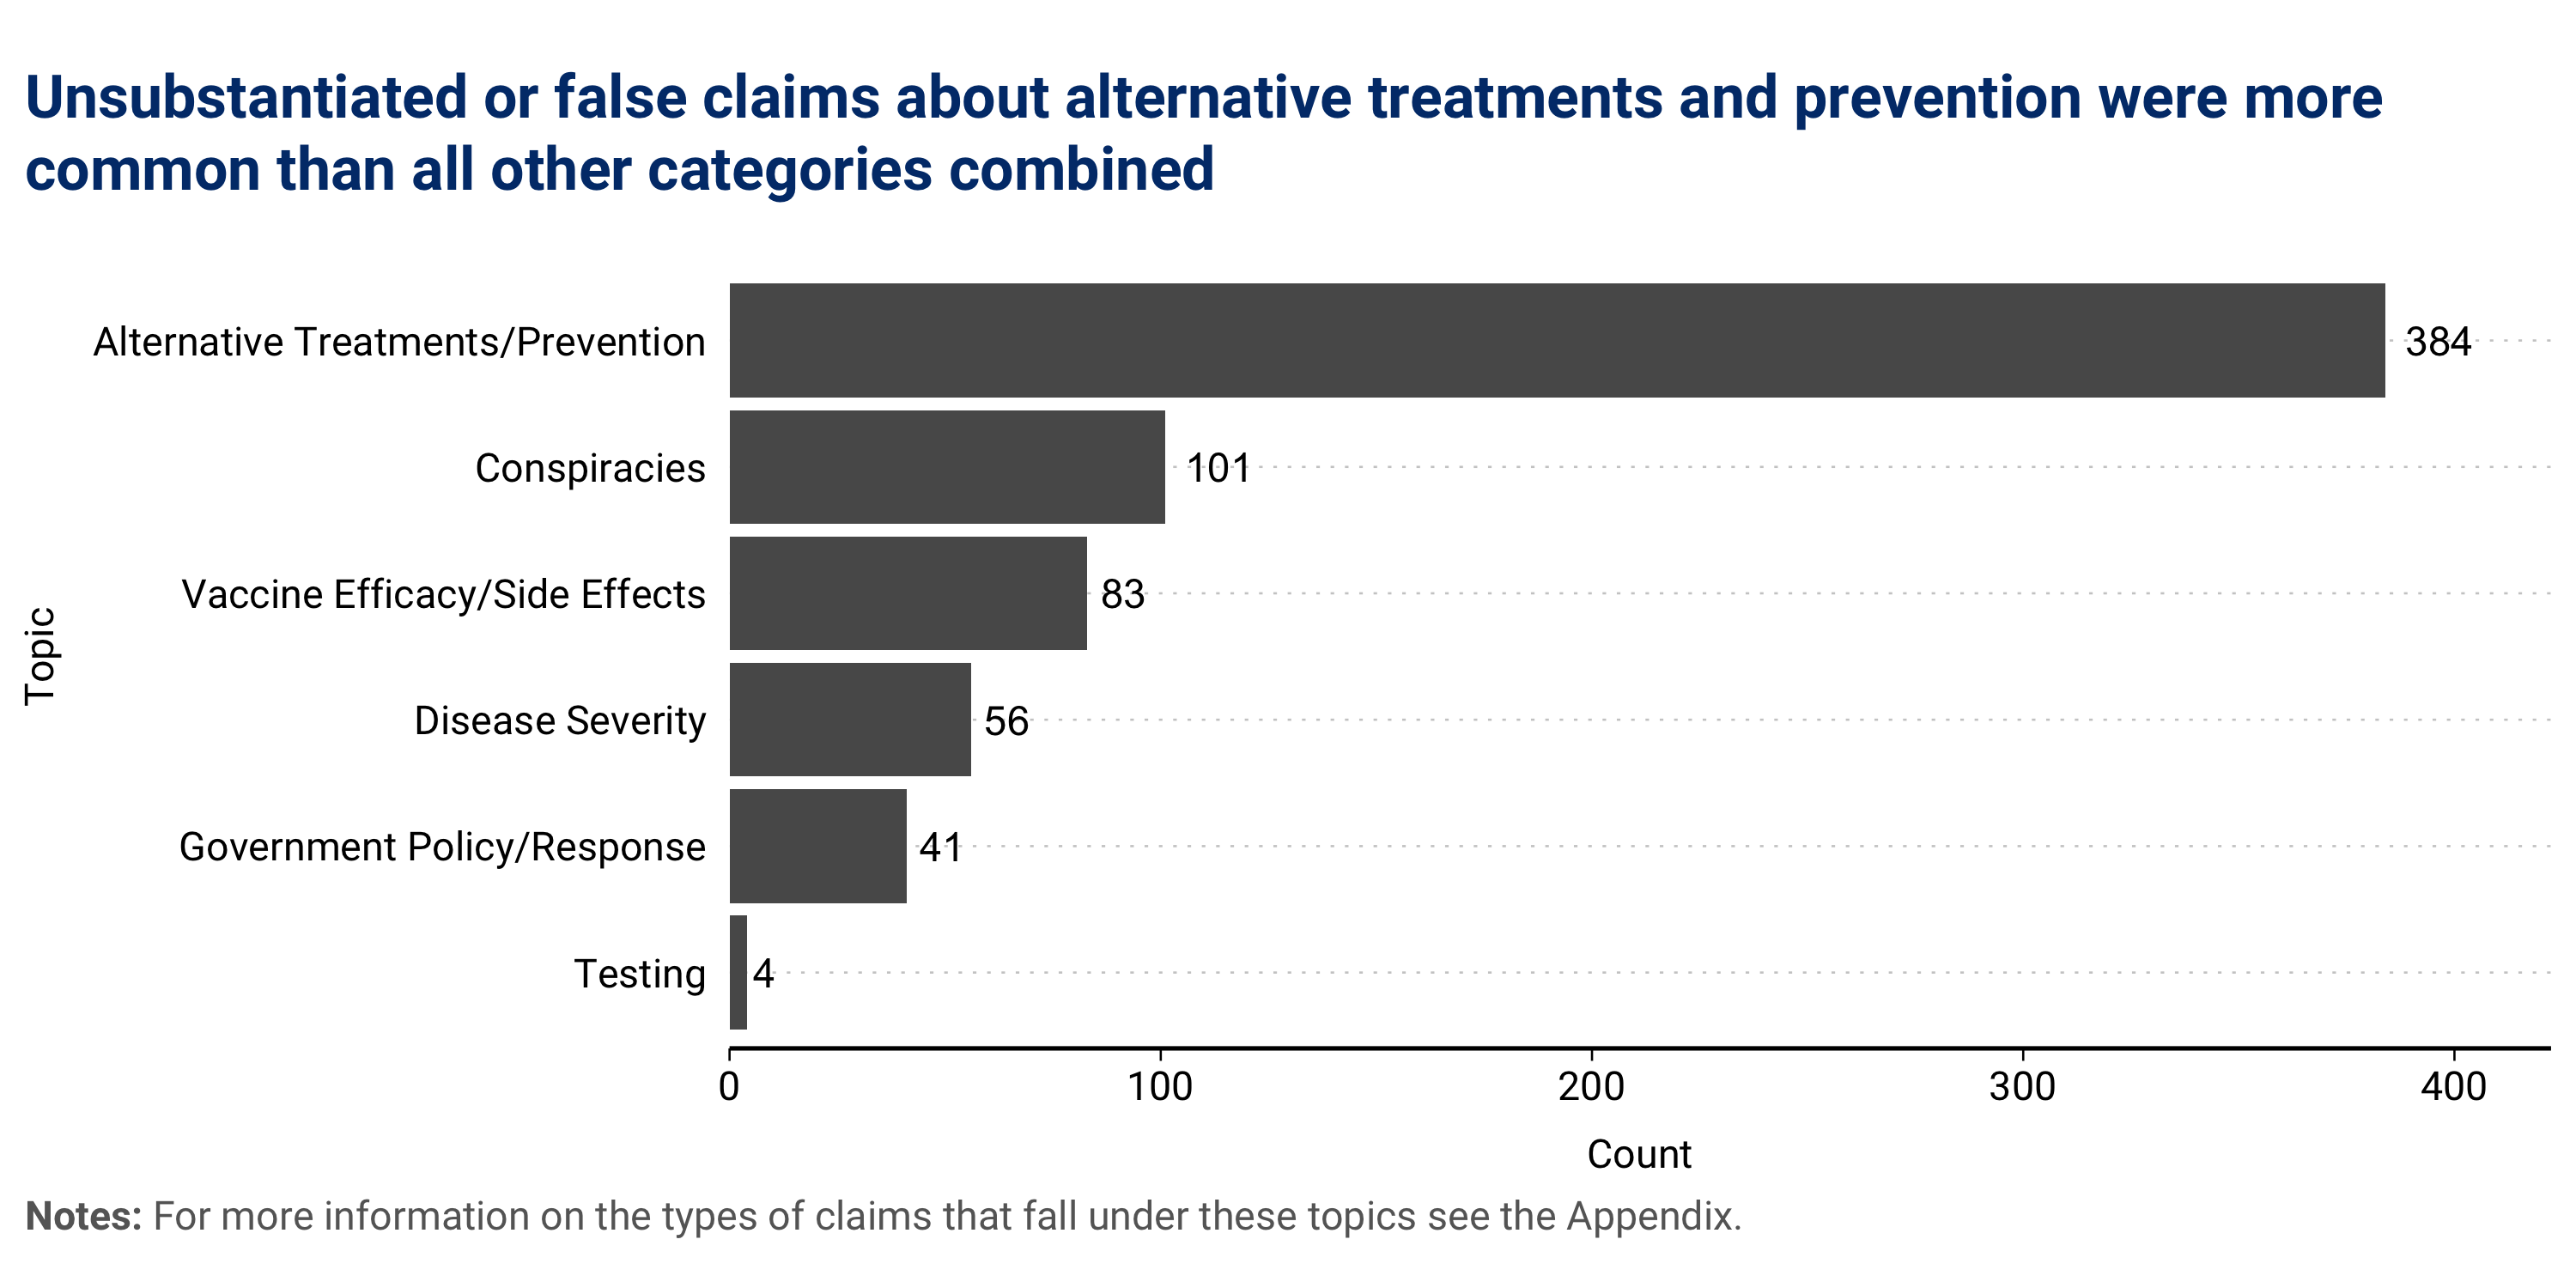 Unsubstantiated or false claims about alternative treatments and prevention were more
common than all other categories combined
Topic
Alternative Treatments/Prevention 384
Conspiracies 101
Vaccine Efficacy/Side Effects 83
Disease Severity 56
Government Policy/Response 41
Testing 4
0 100 200 300 400
Count
Notes: For more information on the types of claims that fall under these topics see the Appendix.